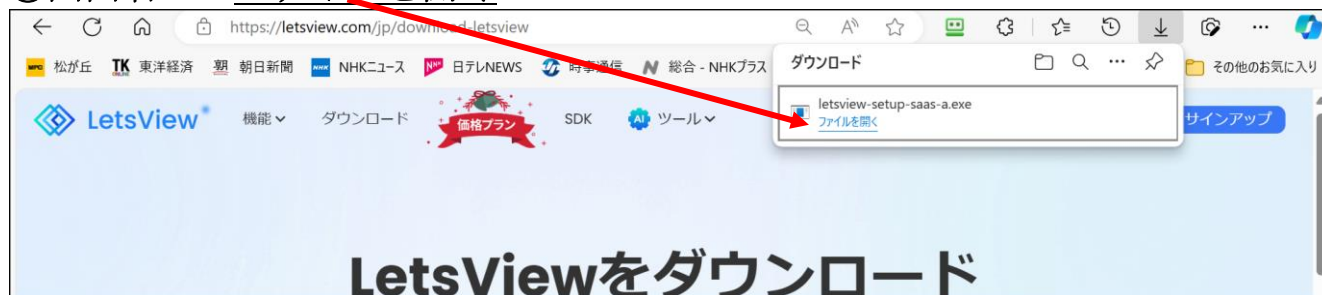 https://letsview.com/jp/download-letsview
松が丘 TK 東洋経済 朝日新聞 NHKニュース 日テレNEWS 時事通信 総合 - NHKプラス その他のお気に入り
ダウンロード
letsview-setup-saas-a.exe
ファイルを開く
LetsView 機能 ダウンロード 価格プラン SDK AI ツール サインアップ
LetsViewをダウンロード